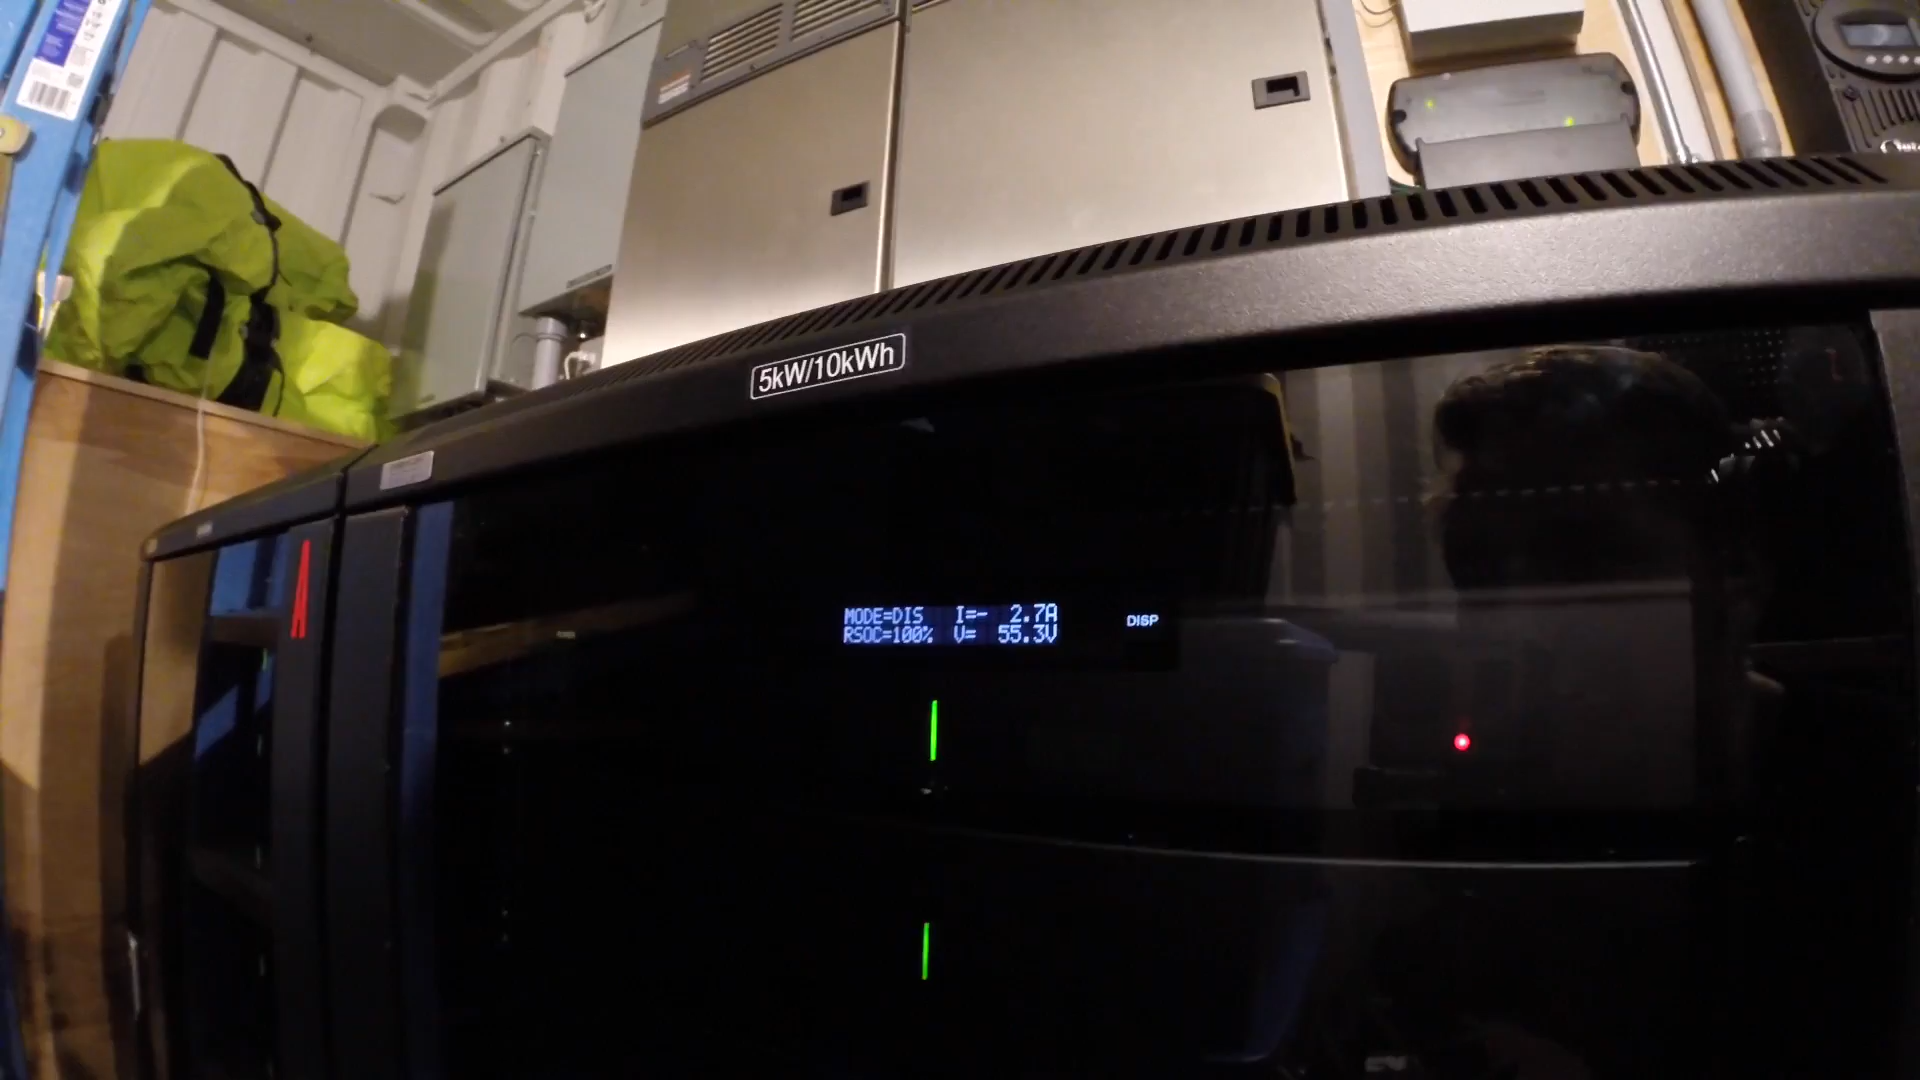 5kW/10kWh
MODE=DIS I=- 2.7A
RSOC=100% V= 55.3V
DISP
A